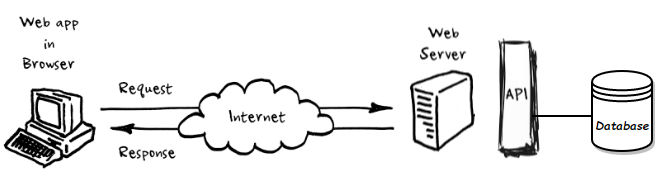 Web app
in
Browser
Request
Internet
Response
Web
Server
API
Database